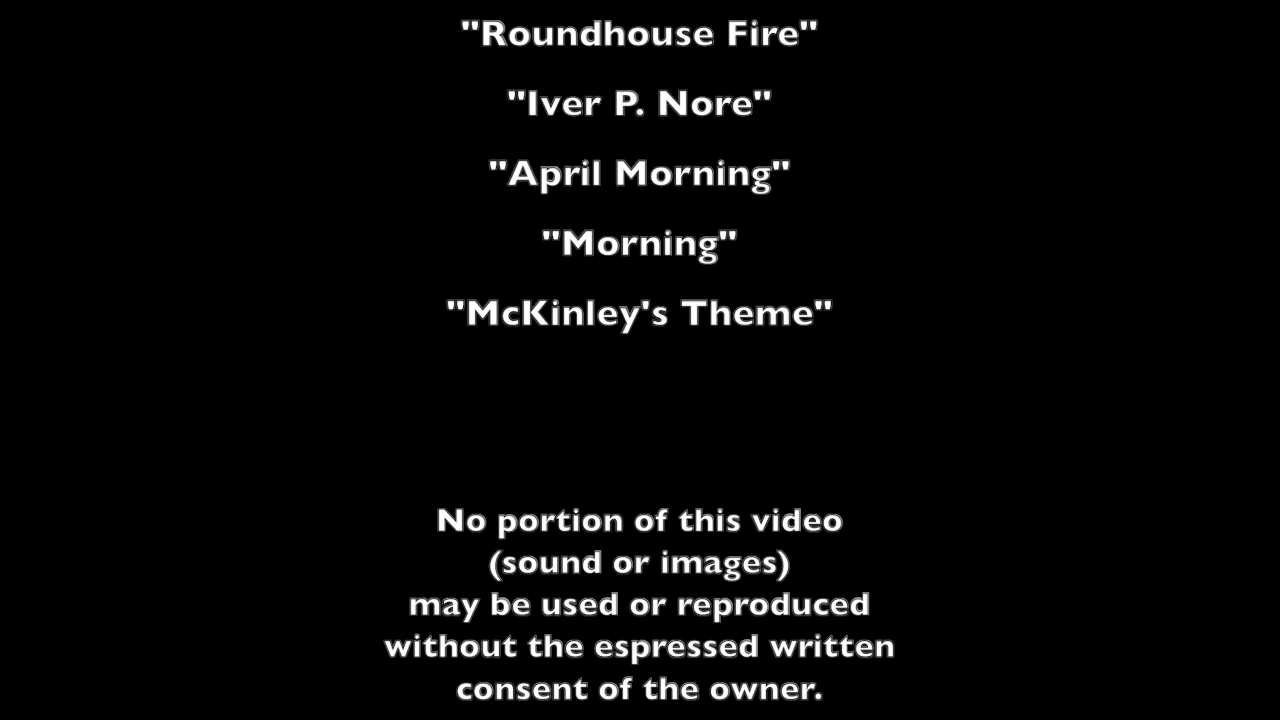 "Roundhouse Fire"
"Iver P. Nore"
"April Morning"
"Morning"
"McKinley's Theme"
No portion of this video
(sound or images)
may be used or reproduced
without the espressed written
consent of the owner.